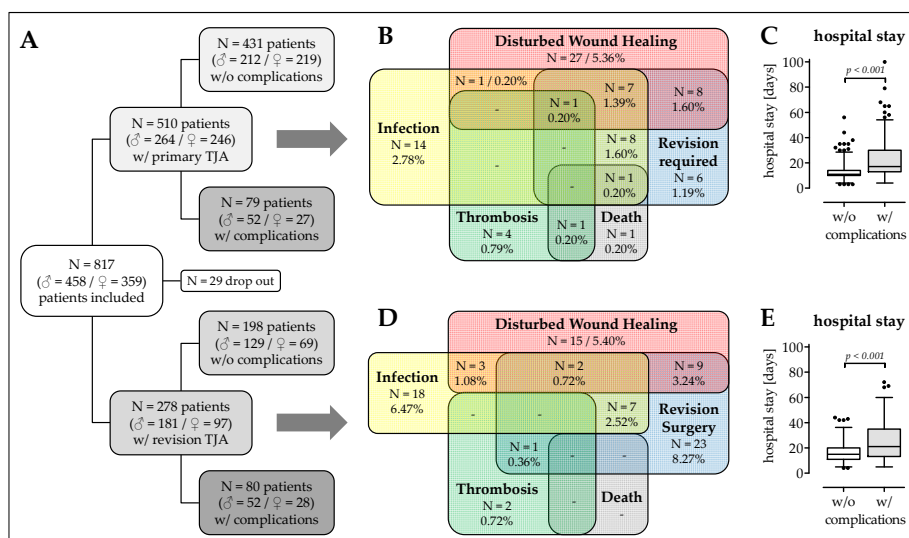 A
N = 431 patients
(♂ = 212 / ♀ = 219)
w/o complications
N = 510 patients
(♂ = 264 / ♀ = 246)
w/ primary TJA
N = 79 patients
(♂ = 52 / ♀ = 27)
w/ complications
N = 817
(♂ = 458 / ♀ = 359)
patients included
N = 29 drop out
N = 198 patients
(♂ = 129 / ♀ = 69)
w/o complications
N = 278 patients
(♂ = 181 / ♀ = 97)
w/ revision TJA
N = 80 patients
(♂ = 52 / ♀ = 28)
w/ complications
B
Disturbed Wound Healing
N = 27 / 5.36%
N = 1 / 0.20%
N = 7
1.39%
N = 8
1.60%
-
N = 1
0.20%
Infection
N = 14
2.78%
-
N = 8
1.60%
Revision
required
N = 6
1.19%
-
N = 1
0.20%
Thrombosis
N = 4
0.79%
N = 1
0.20%
Death
N = 1
0.20%
C
hospital stay
hospital stay [days]
100
80
60
40
20
0
p < 0.001
w/o w/
complications
D
Disturbed Wound Healing
N = 15 / 5.40%
N = 3
1.08%
N = 2
0.72%
N = 9
3.24%
Infection
N = 18
6.47%
- -
N = 7
2.52%
Revision
Surgery
N = 23
8.27%
N = 1
0.36%
- -
Thrombosis
N = 2
0.72%
-
Death
-
E
hospital stay
hospital stay [days]
100
80
60
40
20
0
p < 0.001
w/o w/
complications